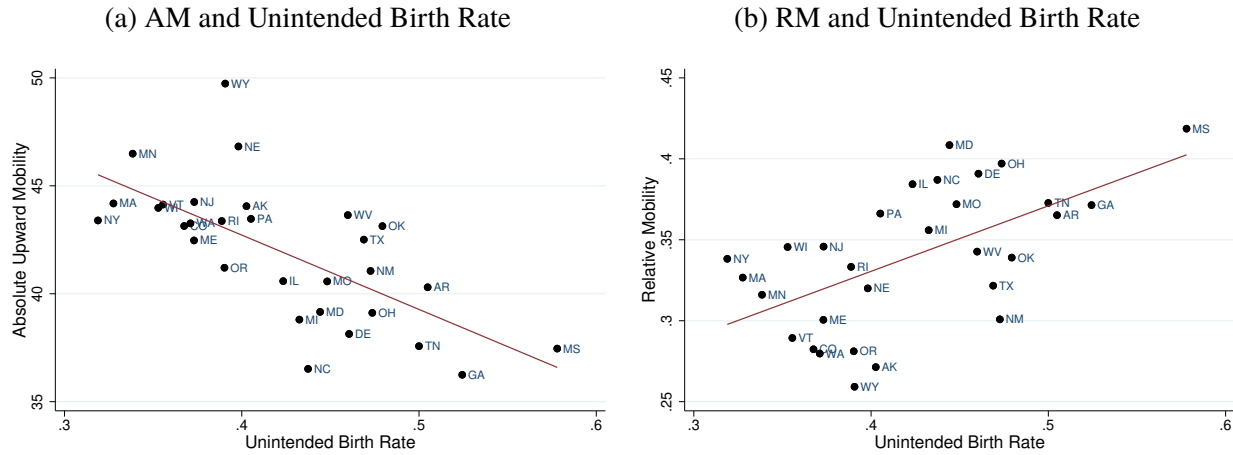 (a) AM and Unintended Birth Rate
Absolute Upward Mobility
50
45
40
35
WY
NE
MN
MA
VT
WI
NJ
NY
WA
CO
ME
RI
AK
PA
WV
OK
TX
OR
IL
MO
NM
AR
MD
MI
OH
DE
TN
MS
NC
GA
.3
.4
.5
.6
Unintended Birth Rate
(b) RM and Unintended Birth Rate
Relative Mobility
.45
.4
.35
.3
.25
MS
MD
OH
DE
NC
IL
MO
TN
GA
PA
AR
MI
WI
NJ
WV
NY
OK
RI
MA
TX
NE
MN
ME
NM
VT
CO
WA
OR
AK
WY
.3
.4
.5
.6
Unintended Birth Rate